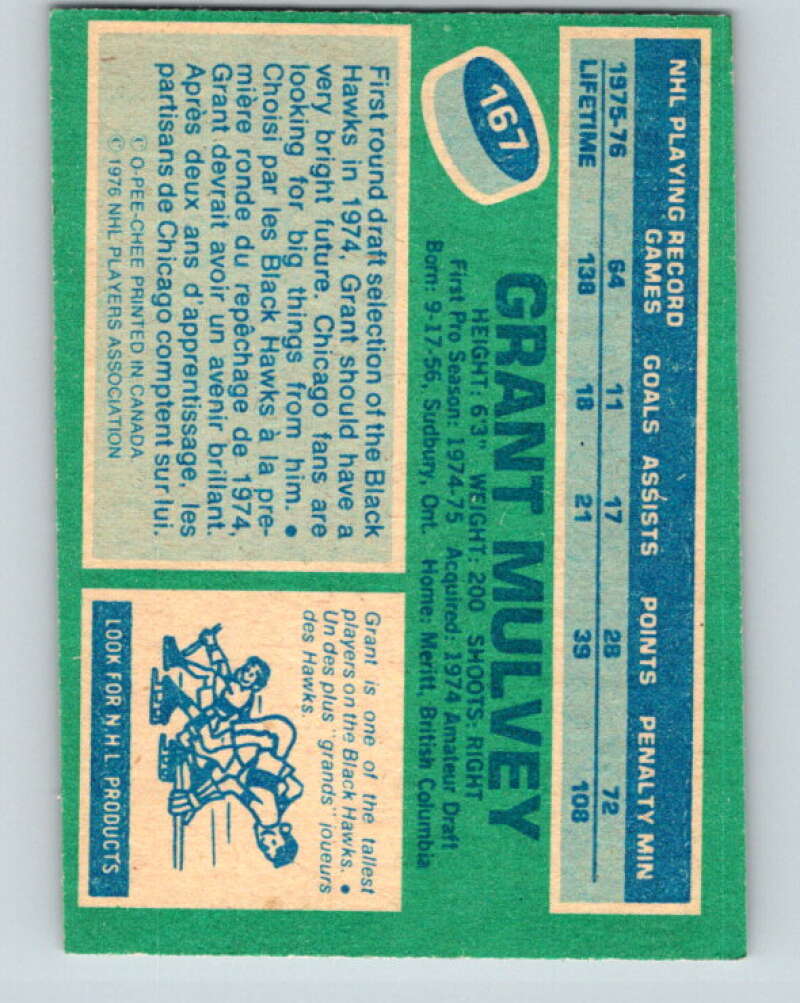 NHL PLAYING RECORD
GAMES GOALS ASSISTS POINTS PENALTY MIN
1975-76 64 11 17 28 72
LIFETIME 138 18 21 39 108
167
GRANT MULVEY
HEIGHT: 6'3" WEIGHT: 200 SHOOTS: RIGHT
First Pro Season: 1974-75 Acquired: 1974 Amateur Draft
Born: 9-17-56, Sudbury, Ont. Home: Meritt, British Columbia
First round draft selection of the Black
Hawks in 1974, Grant should have a
very bright future. Chicago fans are
looking for big things from him. •
Choisi par les Black Hawks à la pre-
mière ronde du repêchage de 1974,
Grant devrait avoir un avenir brillant.
Après deux ans d'apprentissage, les
partisans de Chicago comptent sur lui.
© O-PEE-CHEE PRINTED IN CANADA
© 1976 NHL PLAYERS ASSOCIATION
Grant is one of the tallest
players on the Black Hawks. •
Un des plus "grands" joueurs
des Hawks.
LOOK FOR N.H.L. PRODUCTS